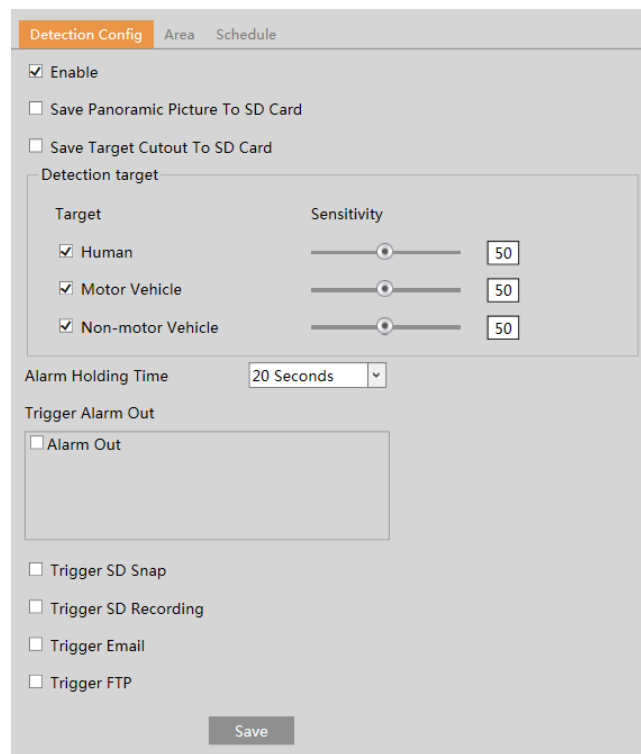 Detection Config Area Schedule
Enable
Save Panoramic Picture To SD Card
Save Target Cutout To SD Card
Detection target
Target Sensitivity
Human 50
Motor Vehicle 50
Non-motor Vehicle 50
Alarm Holding Time 20 Seconds
Trigger Alarm Out
Alarm Out
Trigger SD Snap
Trigger SD Recording
Trigger Email
Trigger FTP
Save